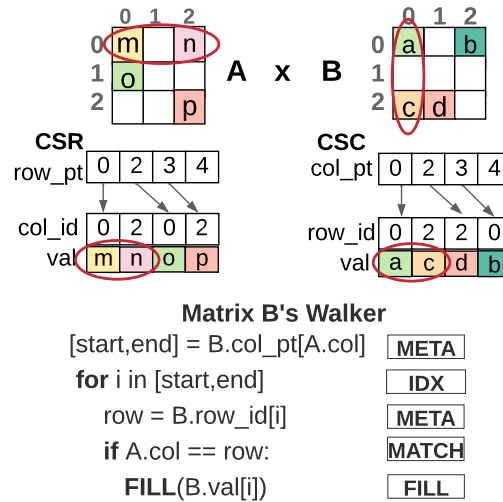 0 1 2
0 m n
1 o
2 p
A x B
0 1 2
0 a b
1
2 c d
CSR
row_pt 0 2 3 4
col_id 0 2 0 2
val m n o p
CSC
col_pt 0 2 3 4
row_id 0 2 2 0
val a c d b
Matrix B's Walker
[start,end] = B.col_pt[A.col] META
for i in [start,end] IDX
row = B.row_id[i] META
if A.col == row: MATCH
FILL(B.val[i]) FILL